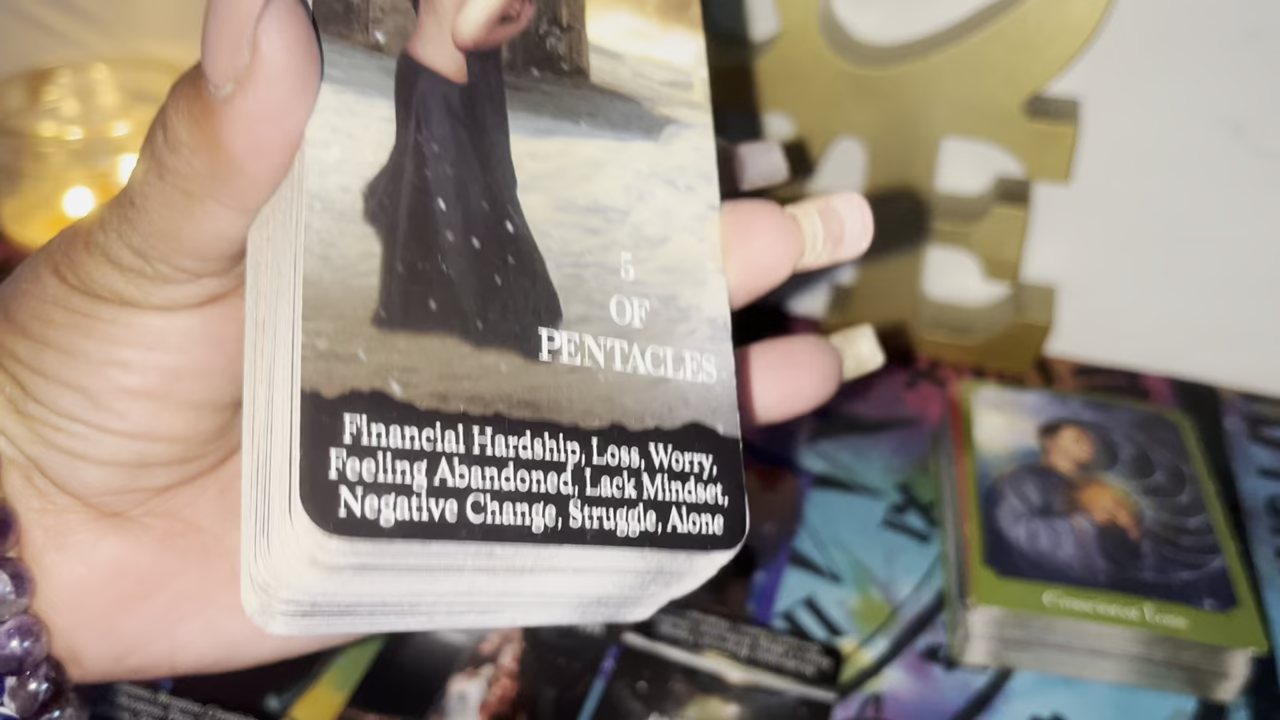 5
OF
PENTACLES
Financial Hardship, Loss, Worry,
Feeling Abandoned, Lack Mindset,
Negative Change, Struggle, Alone